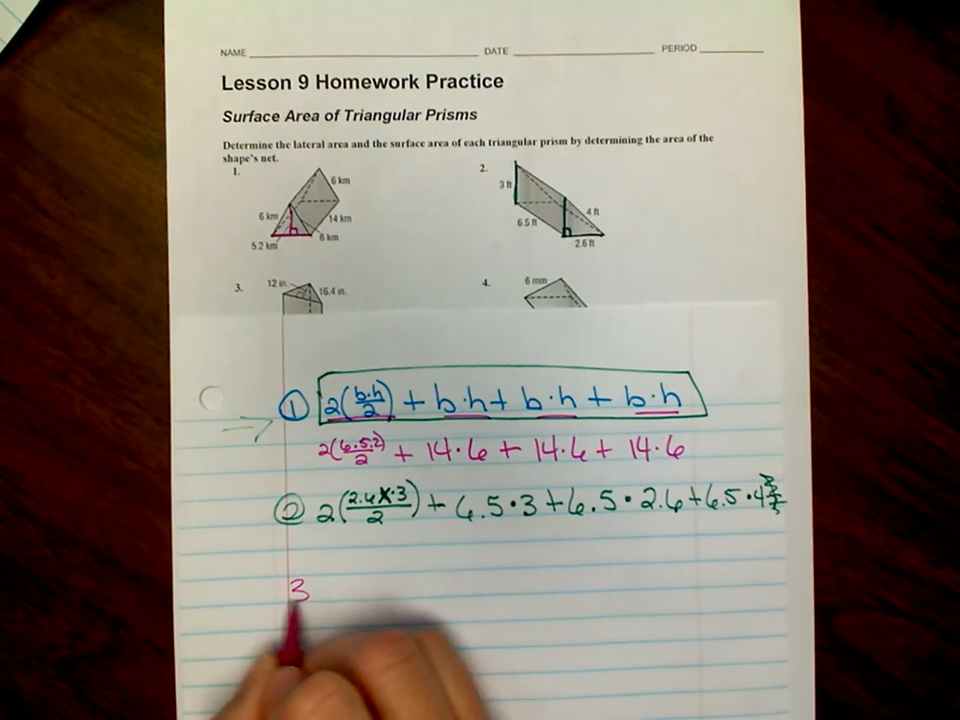 NAME DATE PERIOD
Lesson 9 Homework Practice
Surface Area of Triangular Prisms
Determine the lateral area and the surface area of each triangular prism by determining the area of the
shape's net.
1. 6 km 6 km 14 km 6 km 5.2 km
2. 3 ft 4 ft 6.5 ft 2.6 ft
3. 12 in. 16.4 in.
4. 6 mm
① 2(b·h/2) + b·h + b·h + b·h
2(6·5.2/2) + 14·6 + 14·6 + 14·6
② 2(2.6·3/2) + 6.5·3 + 6.5·2.6 + 6.5·4
3